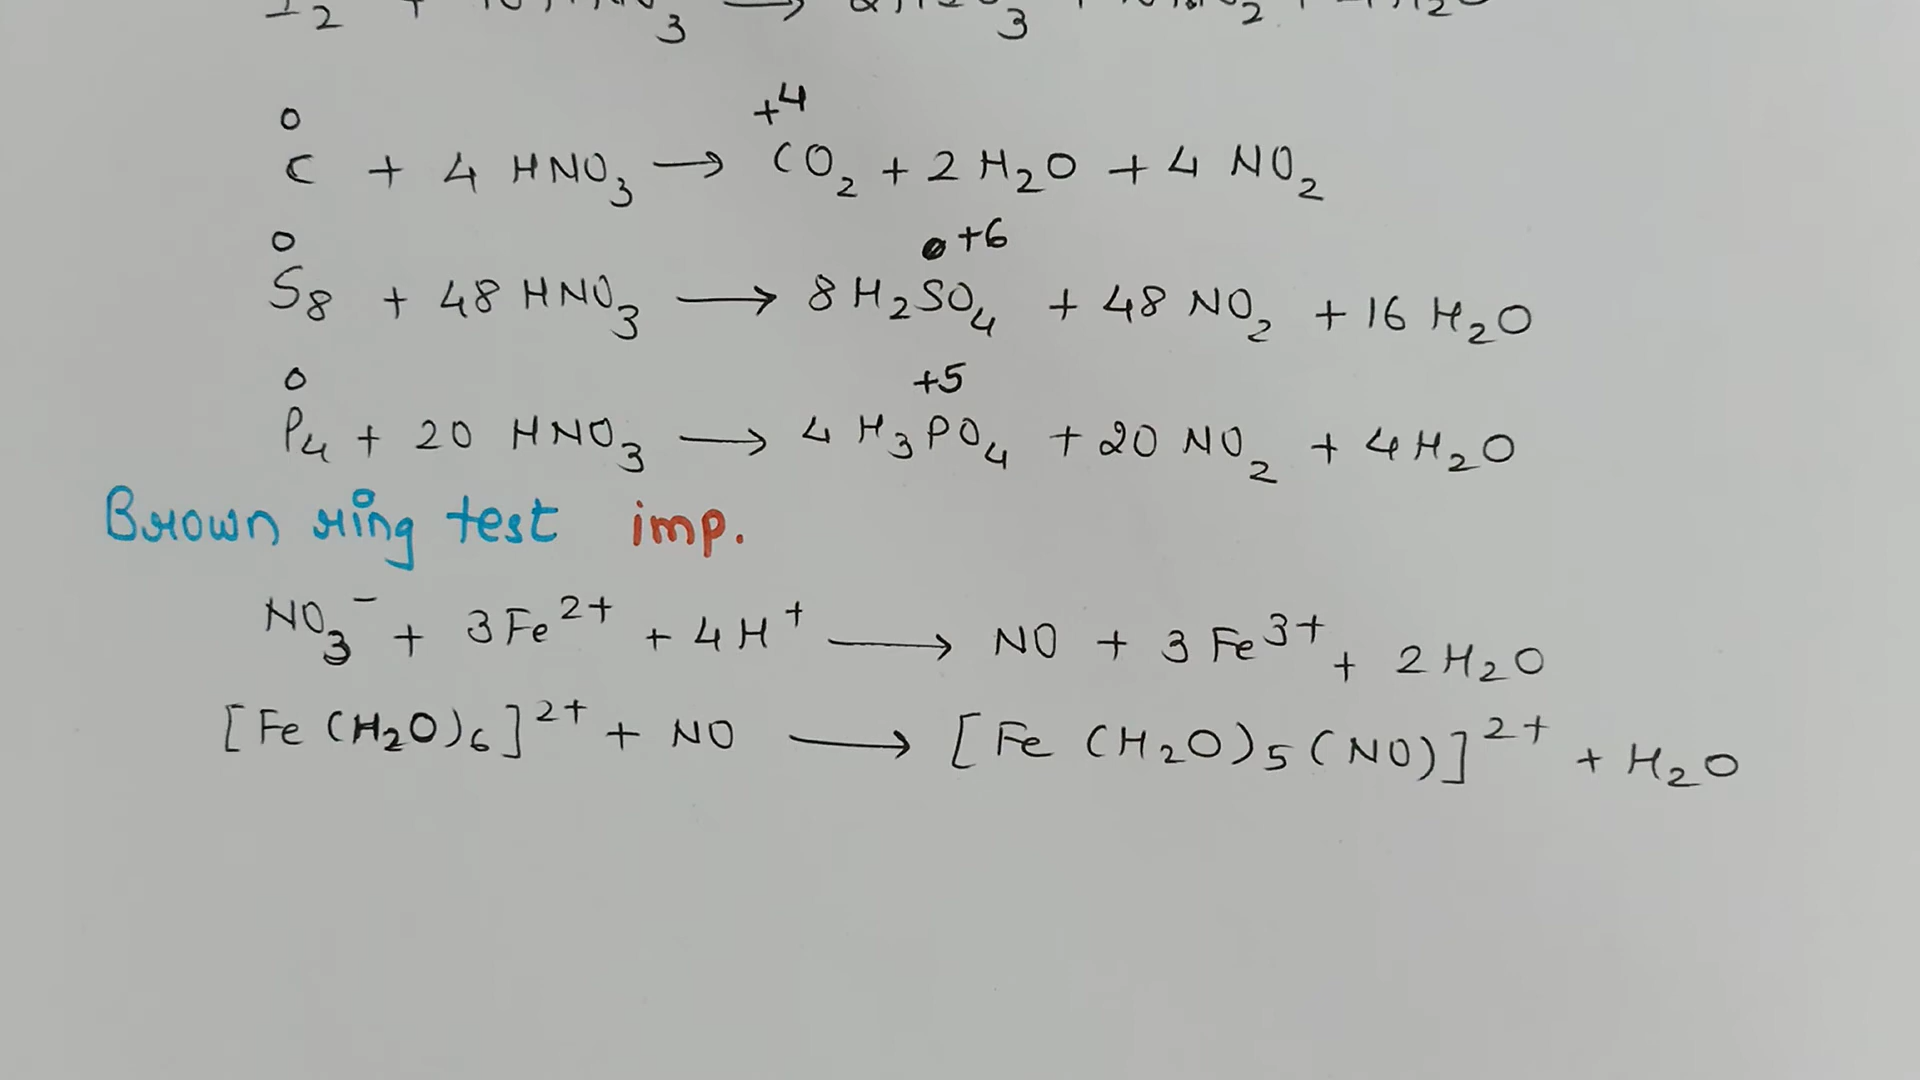 0 +4
C + 4 HNO₃ → CO₂ + 2 H₂O + 4 NO₂
0 +6
S₈ + 48 HNO₃ → 8 H₂SO₄ + 48 NO₂ + 16 H₂O
0 +5
P₄ + 20 HNO₃ → 4 H₃PO₄ + 20 NO₂ + 4 H₂O
Brown ring test imp.
NO₃⁻ + 3 Fe²⁺ + 4 H⁺ → NO + 3 Fe³⁺ + 2 H₂O
[Fe (H₂O)₆]²⁺ + NO → [Fe (H₂O)₅ (NO)]²⁺ + H₂O